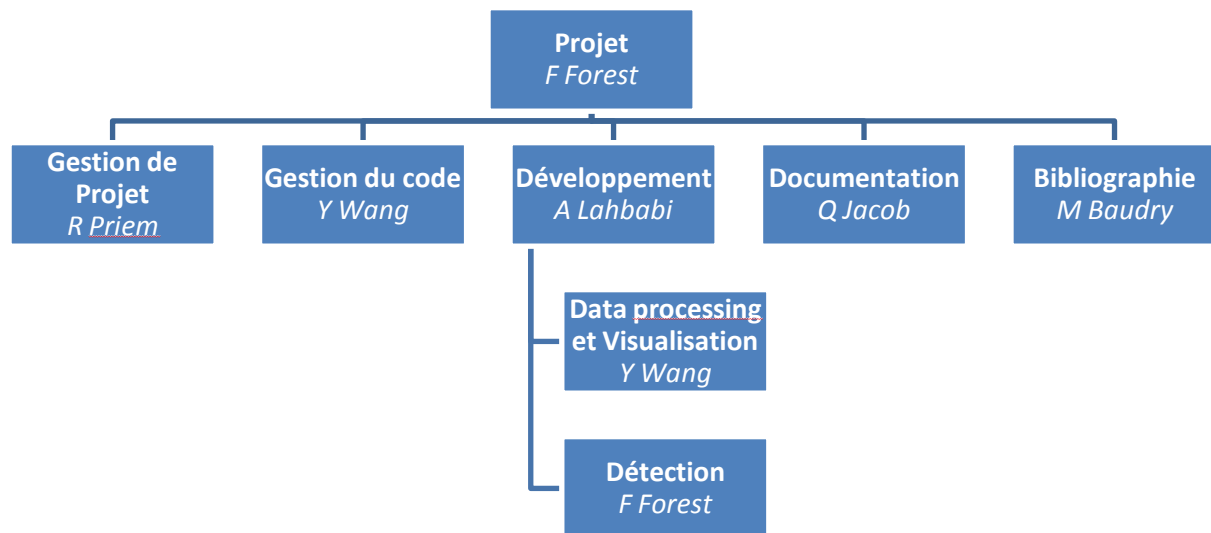 Projet
F Forest
Gestion de
Projet
R Priem
Gestion du code
Y Wang
Développement
A Lahbabi
Documentation
Q Jacob
Bibliographie
M Baudry
Data processing
et Visualisation
Y Wang
Détection
F Forest